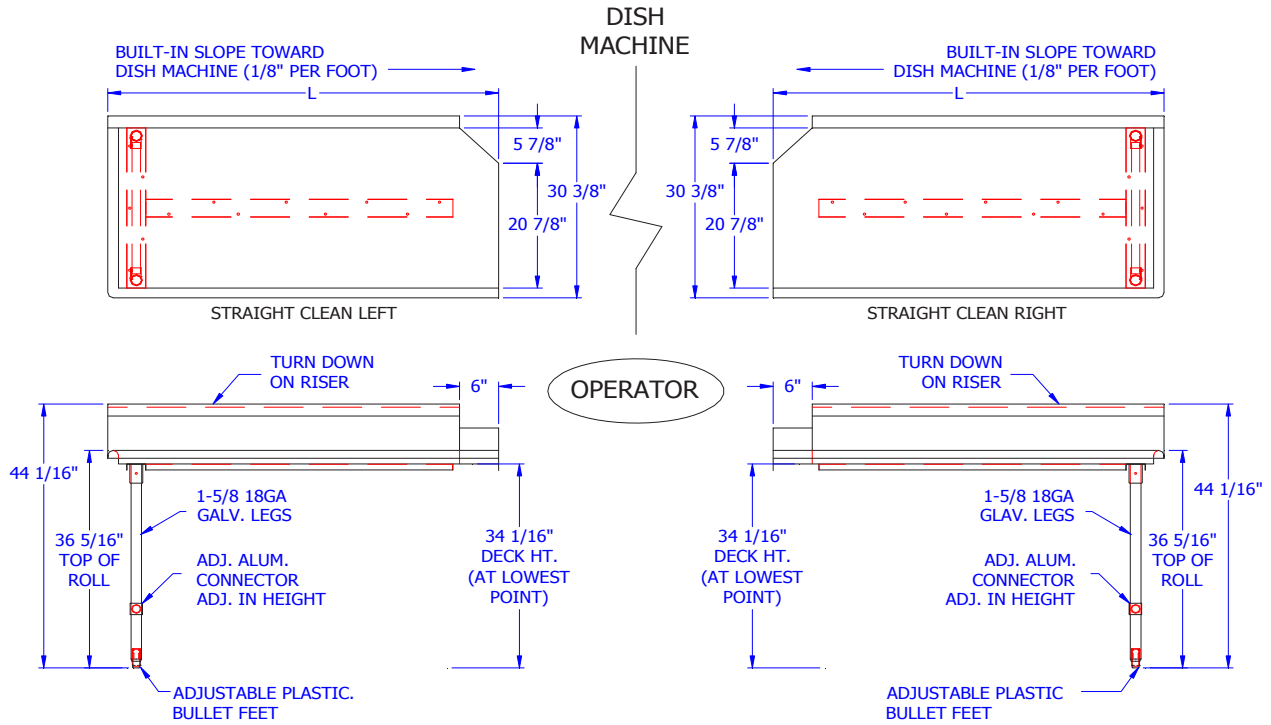 DISH
MACHINE
BUILT-IN SLOPE TOWARD
DISH MACHINE (1/8" PER FOOT)
L
5 7/8"
30 3/8"
20 7/8"
STRAIGHT CLEAN LEFT
BUILT-IN SLOPE TOWARD
DISH MACHINE (1/8" PER FOOT)
L
5 7/8"
30 3/8"
20 7/8"
STRAIGHT CLEAN RIGHT
OPERATOR
TURN DOWN
ON RISER
6"
44 1/16"
36 5/16"
TOP OF
ROLL
1-5/8 18GA
GALV. LEGS
ADJ. ALUM.
CONNECTOR
ADJ. IN HEIGHT
34 1/16"
DECK HT.
(AT LOWEST
POINT)
ADJUSTABLE PLASTIC.
BULLET FEET
6"
TURN DOWN
ON RISER
34 1/16"
DECK HT.
(AT LOWEST
POINT)
1-5/8 18GA
GLAV. LEGS
ADJ. ALUM.
CONNECTOR
ADJ. IN HEIGHT
36 5/16"
TOP OF
ROLL
44 1/16"
ADJUSTABLE PLASTIC
BULLET FEET